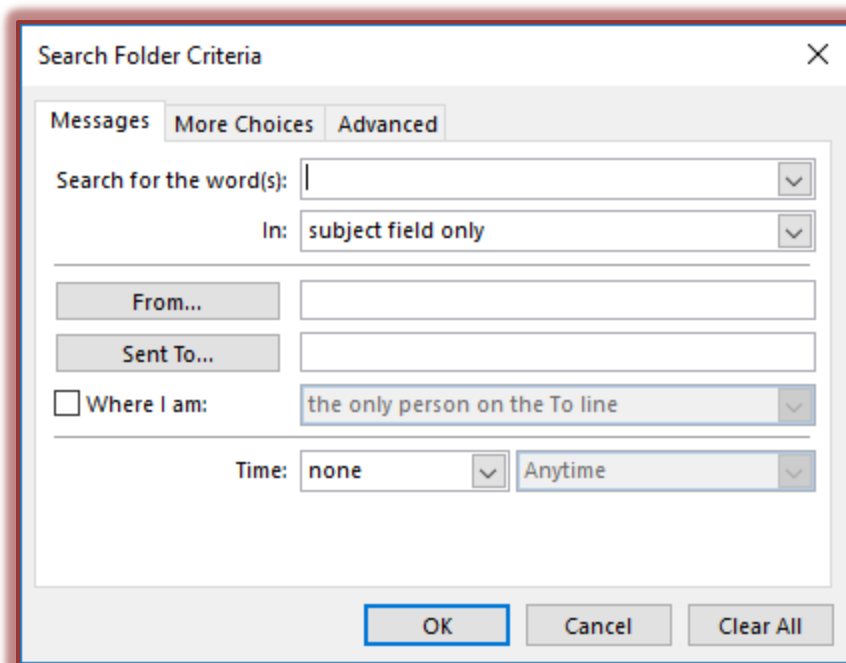 Search Folder Criteria
Messages More Choices Advanced
Search for the word(s):
In: subject field only
From...
Sent To...
Where I am: the only person on the To line
Time: none Anytime
OK Cancel Clear All